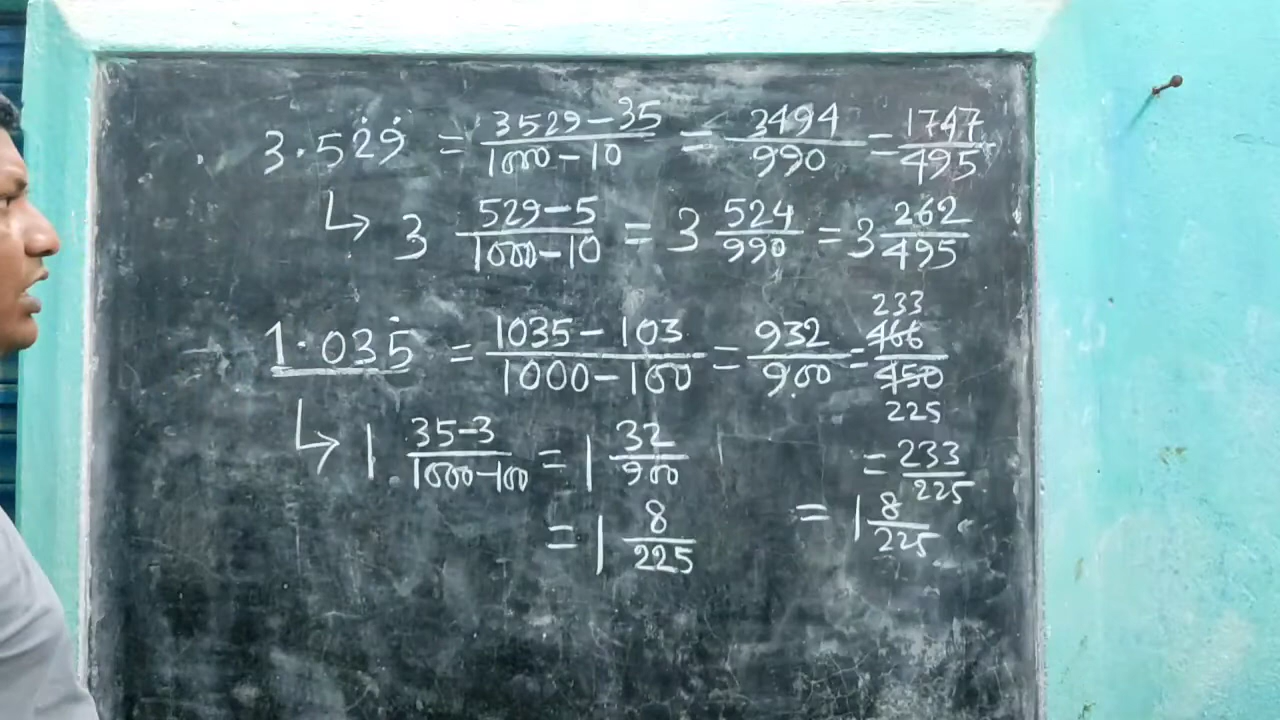 3.52̇9̇ = 3529-35/1000-10 = 3494/990 = 1747/495
↳ 3 529-5/1000-10 = 3 524/990 = 3 262/495
1.035̇ = 1035-103/1000-100 = 932/900 = 466/450 233/225
↳ 1 35-3/1000-100 = 1 32/900 = 233/225
= 1 8/225 = 1 8/225